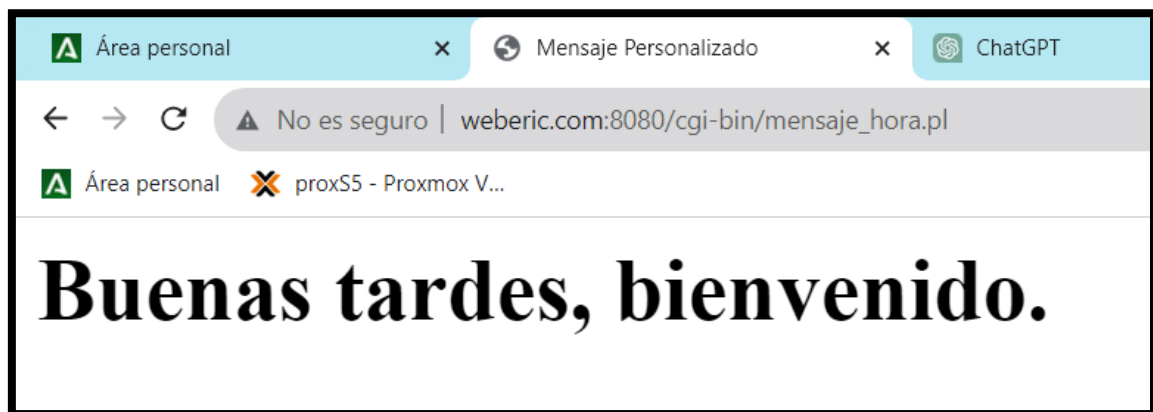 Área personal
Mensaje Personalizado
ChatGPT
No es seguro | weberic.com:8080/cgi-bin/mensaje_hora.pl
Área personal
proxS5 - Proxmox V...
Buenas tardes, bienvenido.